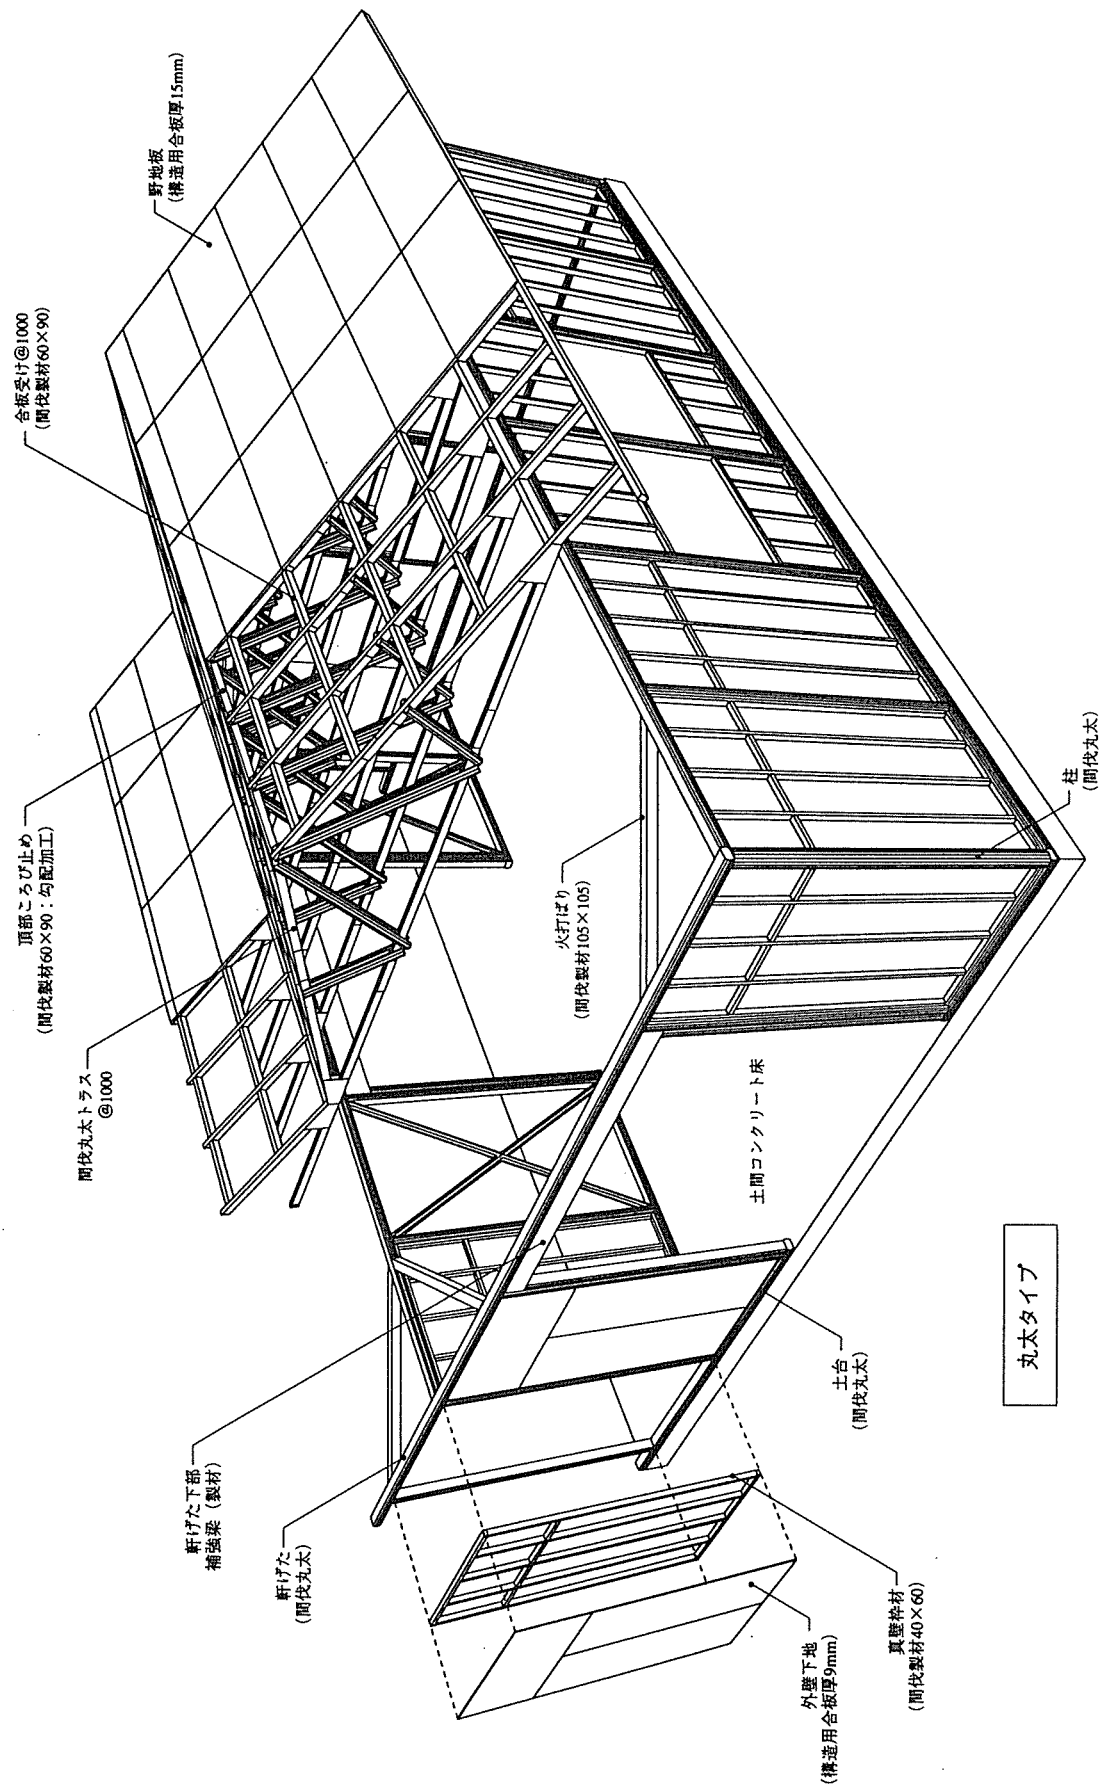 野地板
(構造用合板厚15mm)
合板受け@1000
(間伐製材60×90)
頂部ころび止め
(間伐製材60×90：勾配加工)
間伐丸太トラス
@1000
軒げた下部
補強梁（製材）
軒げた
(間伐丸太)
火打ばり
(間伐製材105×105)
土間コンクリート床
柱
(間伐丸太)
土台
(間伐丸太)
真壁枠材
(間伐製材40×60)
外壁下地
(構造用合板厚9mm)
丸太タイプ